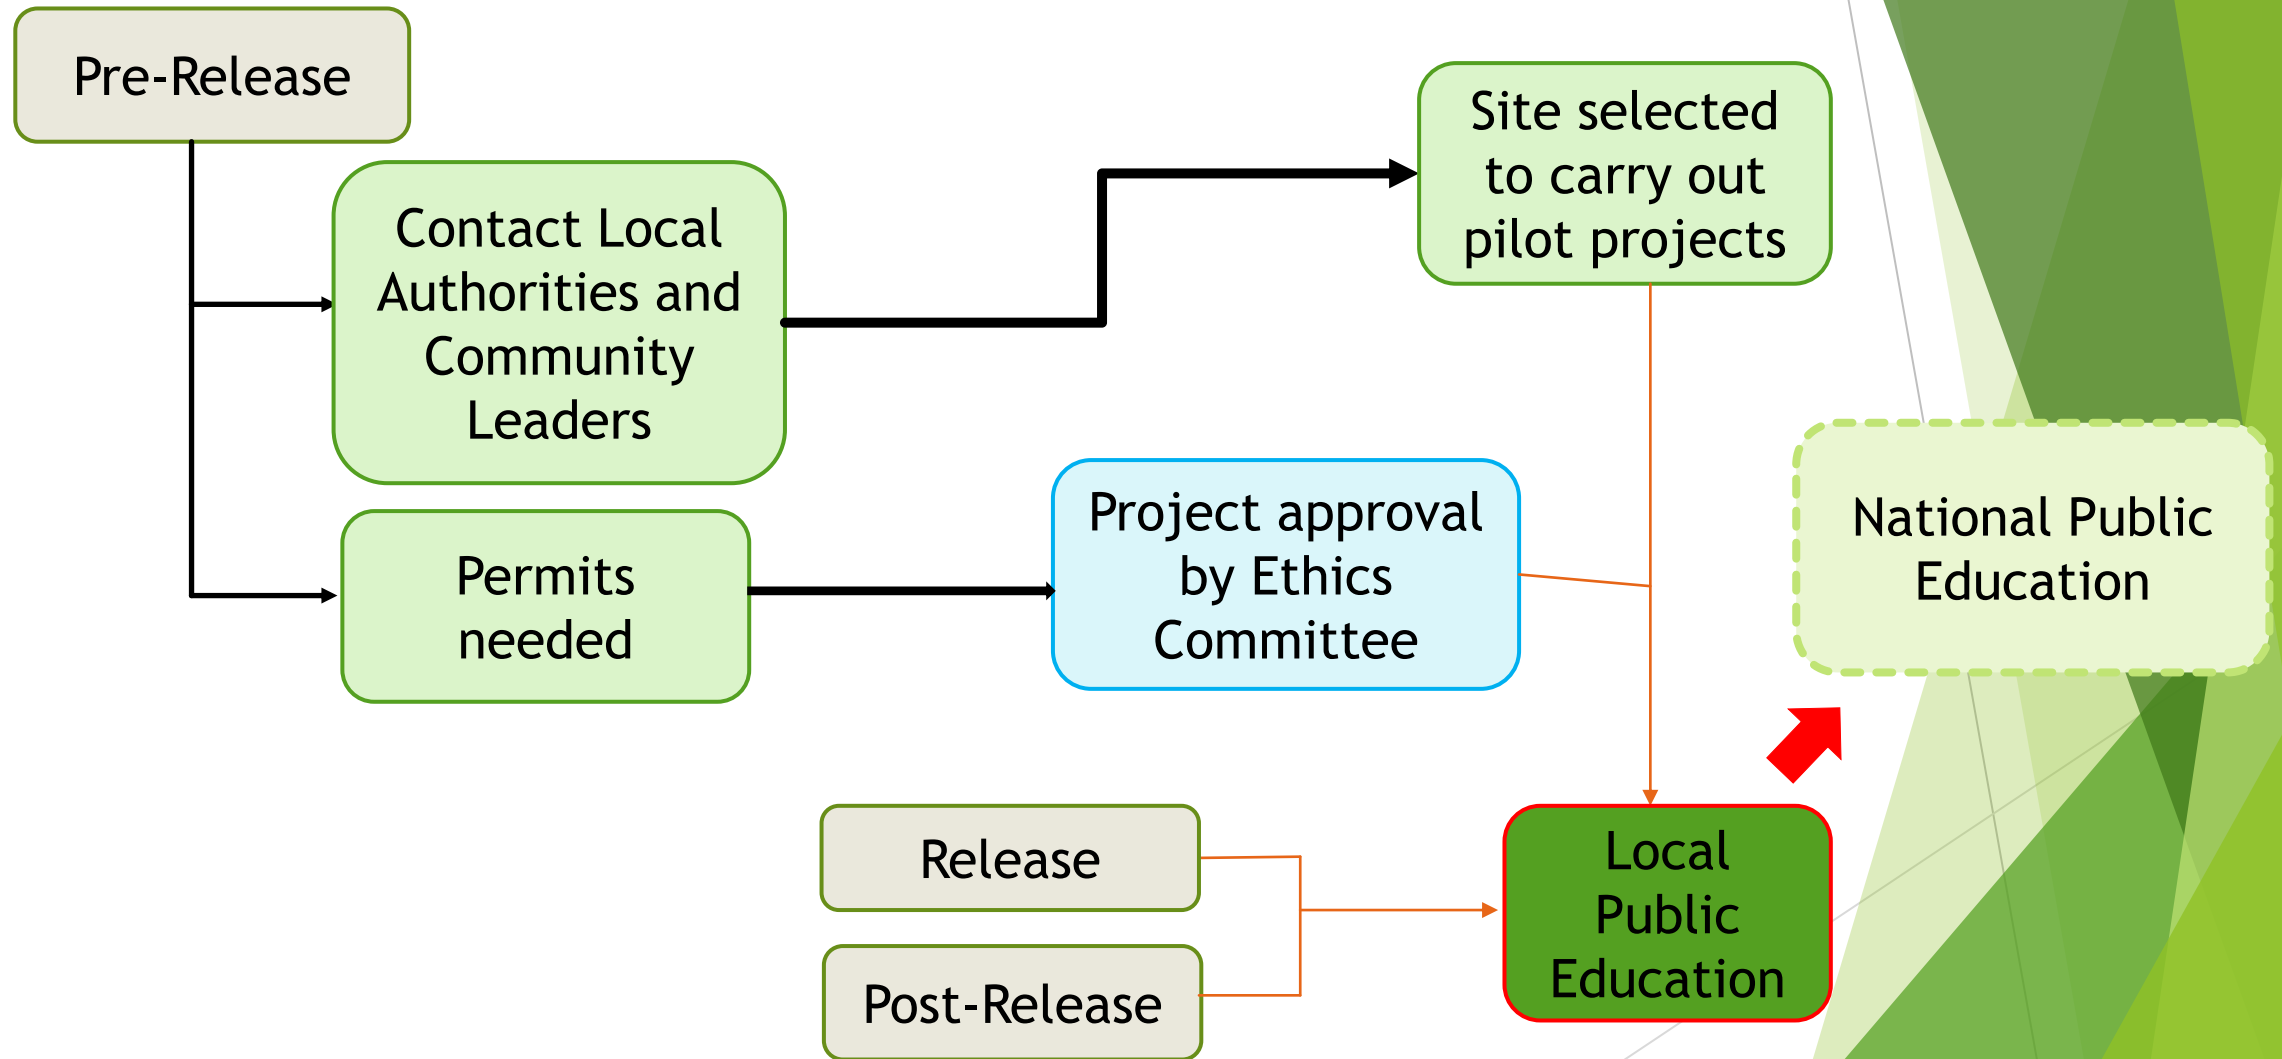 Pre-Release
Site selected
to carry out
pilot projects
Contact Local
Authorities and
Community
Leaders
Project approval
by Ethics
Committee
National Public
Education
Permits
needed
Release
Local
Public
Education
Post-Release